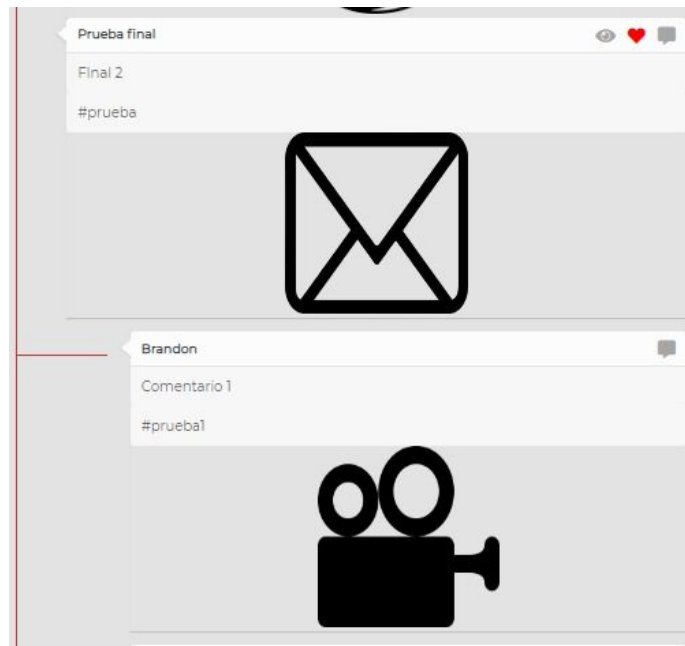 Prueba final
FInal 2
#prueba
Brandon
Comentario 1
#prueba1